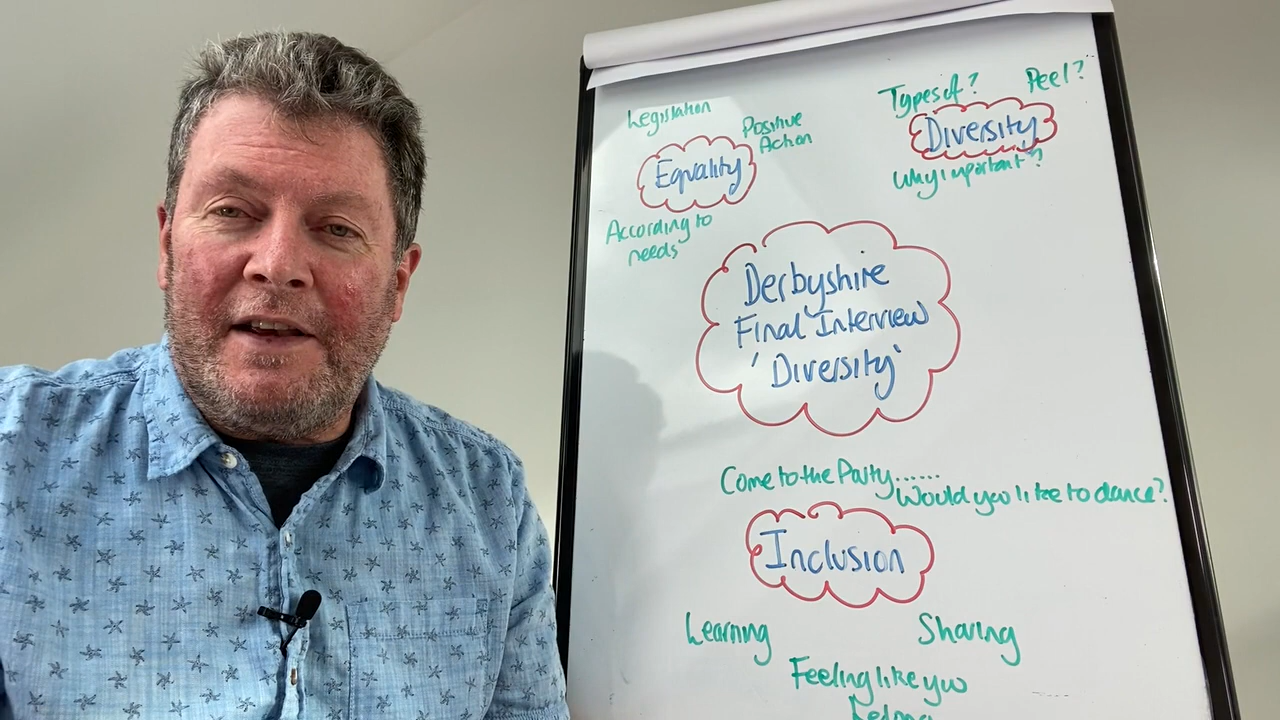 Legislation
Positive
Action
Equality
According to
needs
Types of?
Peel?
Diversity
Why important?
Derbyshire
Final Interview
'Diversity'
Come to the Party......
Would you like to dance?
Inclusion
Learning
Sharing
Feeling like you
belong